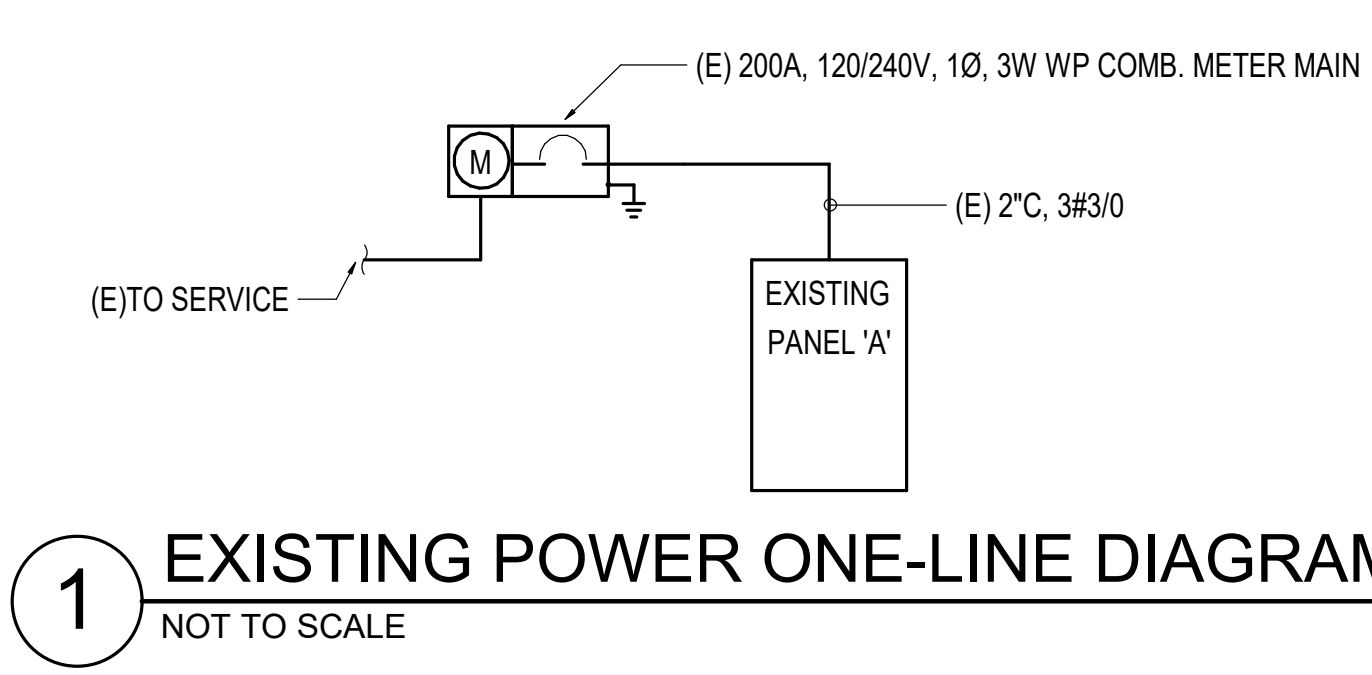 (E) 200A, 120/240V, 1Ø, 3W WP COMB. METER MAIN
M
(E) 2"C, 3#3/0
(E)TO SERVICE
EXISTING
PANEL 'A'
1
EXISTING POWER ONE-LINE DIAGRAM
NOT TO SCALE